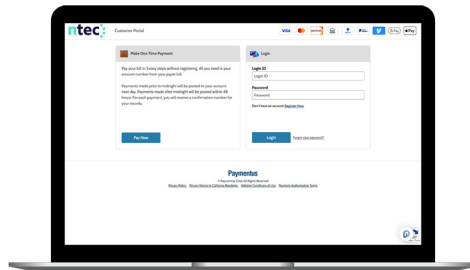 ntec
Customer Portal
VISA
DISCOVER
G Pay
Pay
Make One Time Payment
Pay your bill in 3 easy steps without registering. All you need is your
account number from your paper bill.
Payments made prior to midnight will be posted to your account
next day. Payments made after midnight will be posted within 48
hours. For each payment, you will receive a confirmation number for
your records.
Pay Now
Login
Login ID
Login ID
Password
Password
Don't have an account Register Now
Login
Forgot your password?
Paymentus
© Paymentus Corp. All Rights Reserved.
Privacy Policy Privacy Notice to California Residents Website Conditions of Use Payment Authorization Terms